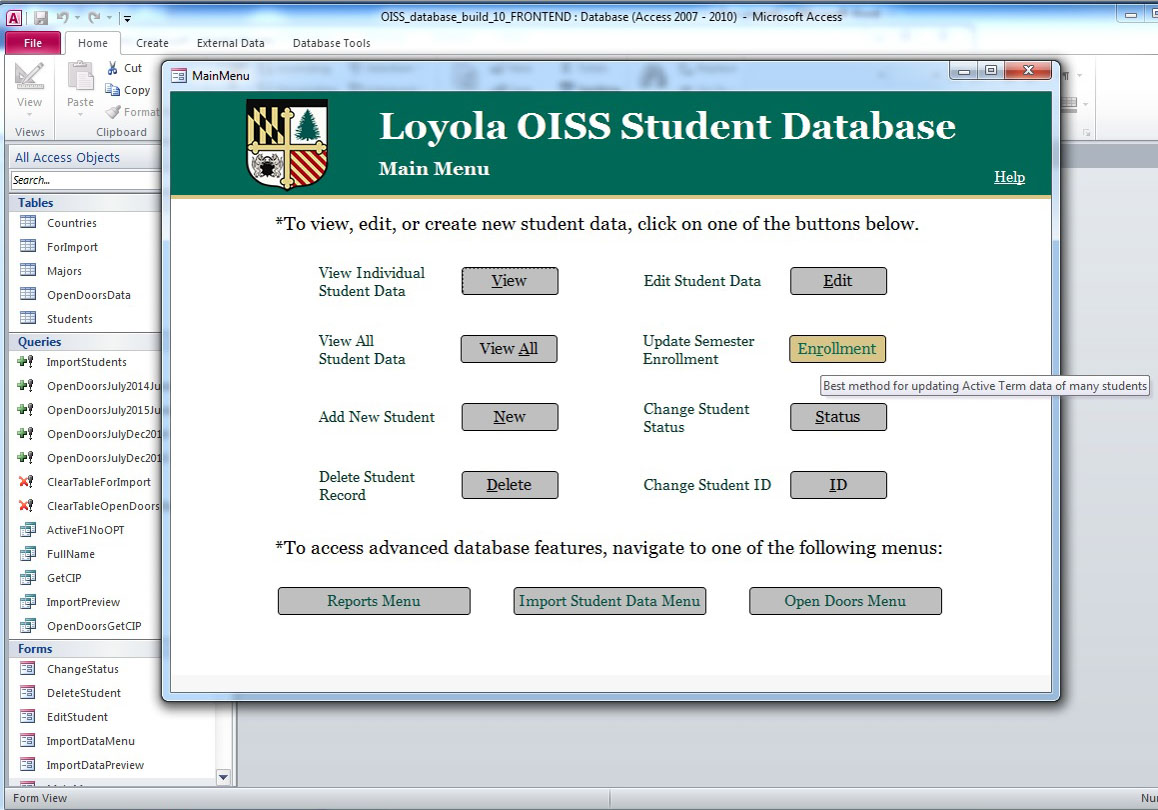 OISS_database_build_10_FRONTEND : Database (Access 2007 - 2010) - Microsoft Access
File Home Create External Data Database Tools
View
Views
Paste
Cut
Copy
Format
Clipboard
All Access Objects
Search...
Tables
Countries
ForImport
Majors
OpenDoorsData
Students
Queries
ImportStudents
OpenDoorsJuly2014Ju
OpenDoorsJuly2015Ju
OpenDoorsJulyDec201
OpenDoorsJulyDec201
ClearTableForImport
ClearTableOpenDoors
ActiveF1NoOPT
FullName
GetCIP
ImportPreview
OpenDoorsGetCIP
Forms
ChangeStatus
DeleteStudent
EditStudent
ImportDataMenu
ImportDataPreview
MainMenu
Loyola OISS Student Database
Main Menu
Help
*To view, edit, or create new student data, click on one of the buttons below.
View Individual
Student Data
View
Edit Student Data
Edit
View All
Student Data
View All
Update Semester
Enrollment
Enrollment
Best method for updating Active Term data of many students
Add New Student
New
Change Student
Status
Status
Delete Student
Record
Delete
Change Student ID
ID
*To access advanced database features, navigate to one of the following menus:
Reports Menu
Import Student Data Menu
Open Doors Menu
Form View
Nu